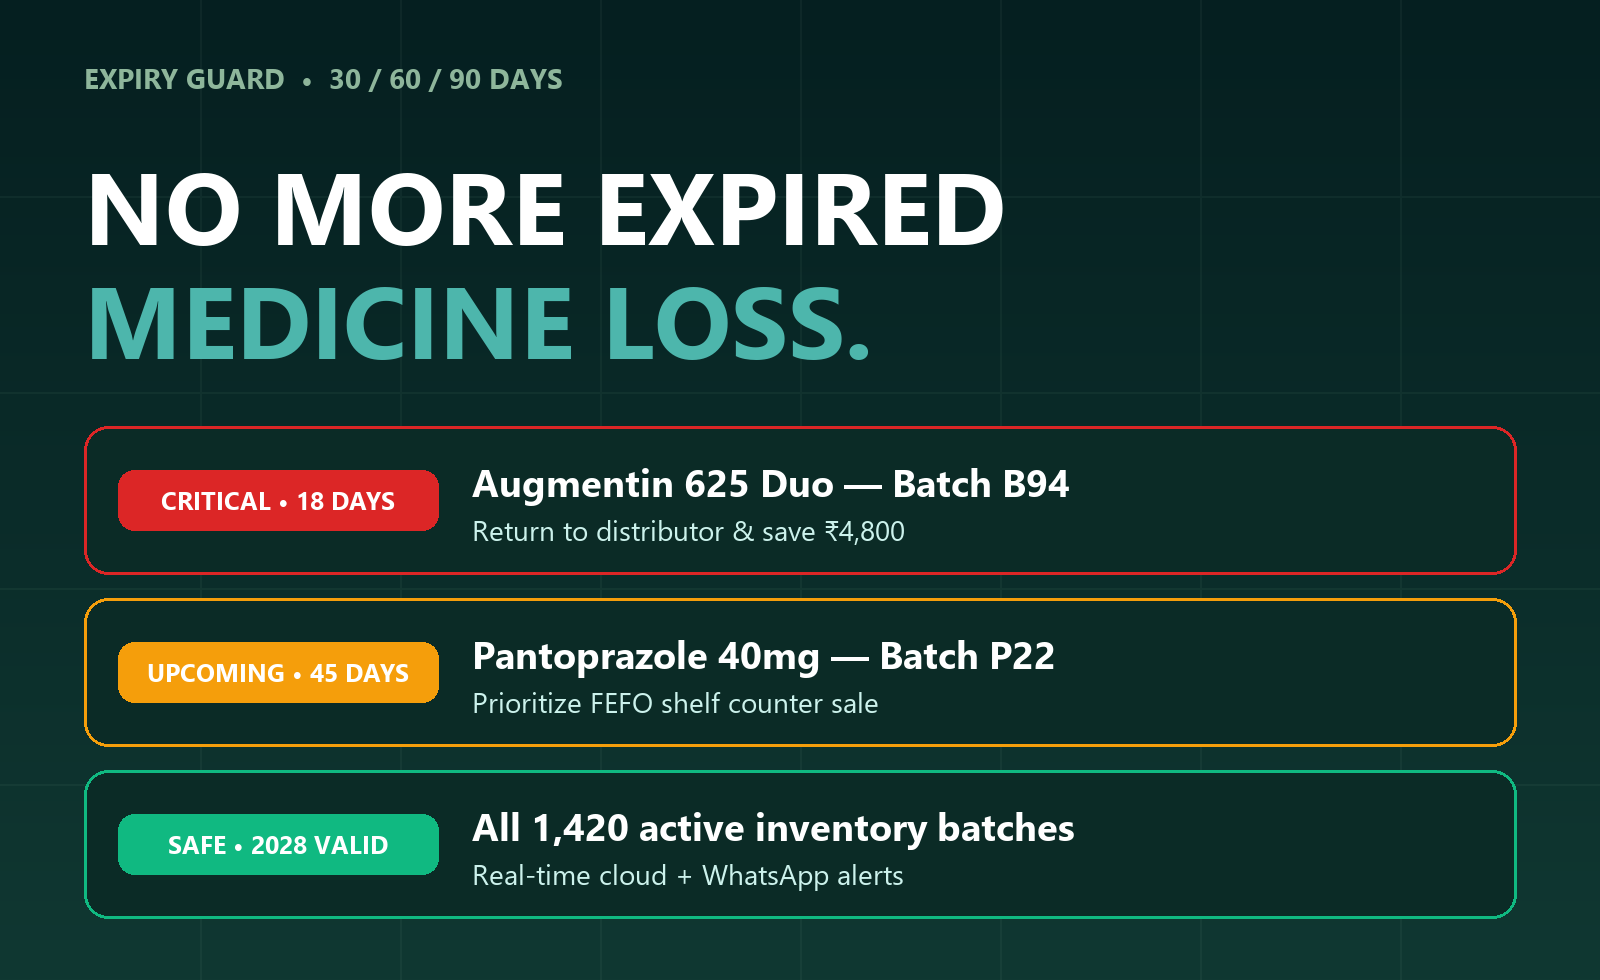 EXPIRY GUARD • 30 / 60 / 90 DAYS
NO MORE EXPIRED
MEDICINE LOSS.
CRITICAL • 18 DAYS
Augmentin 625 Duo — Batch B94
Return to distributor & save ₹4,800
UPCOMING • 45 DAYS
Pantoprazole 40mg — Batch P22
Prioritize FEFO shelf counter sale
SAFE • 2028 VALID
All 1,420 active inventory batches
Real-time cloud + WhatsApp alerts